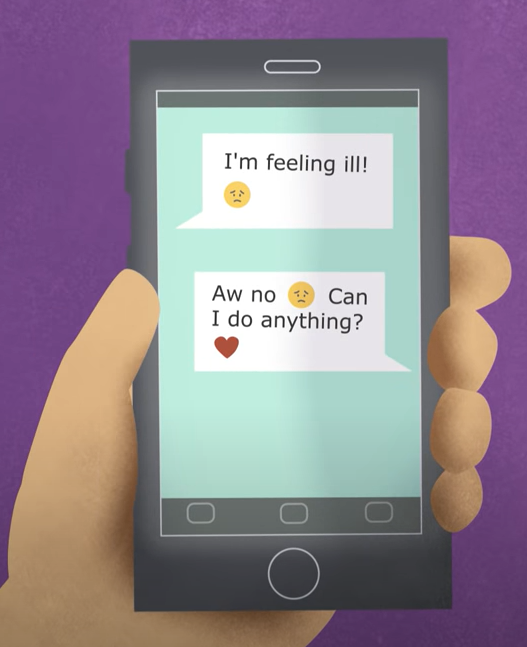 I'm feeling ill!
😟
Aw no 😟 Can
I do anything?
❤️